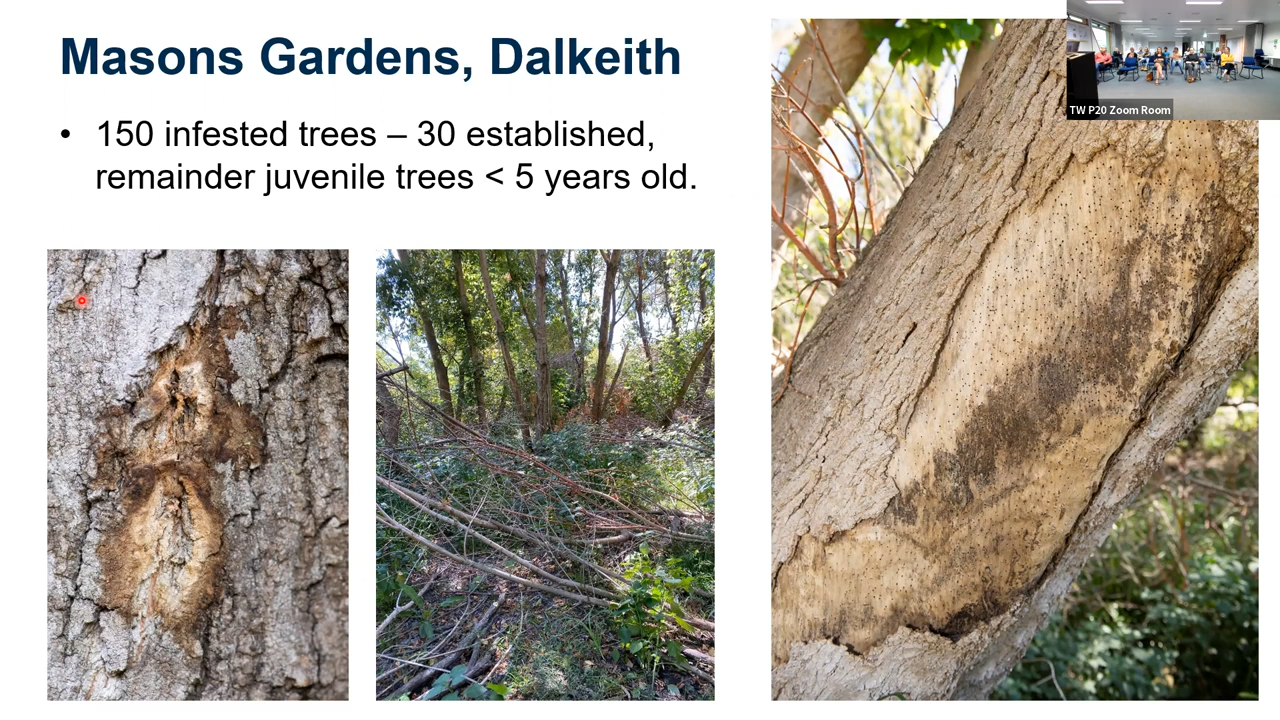 Masons Gardens, Dalkeith
• 150 infested trees – 30 established,
remainder juvenile trees < 5 years old.
TW P20 Zoom Room